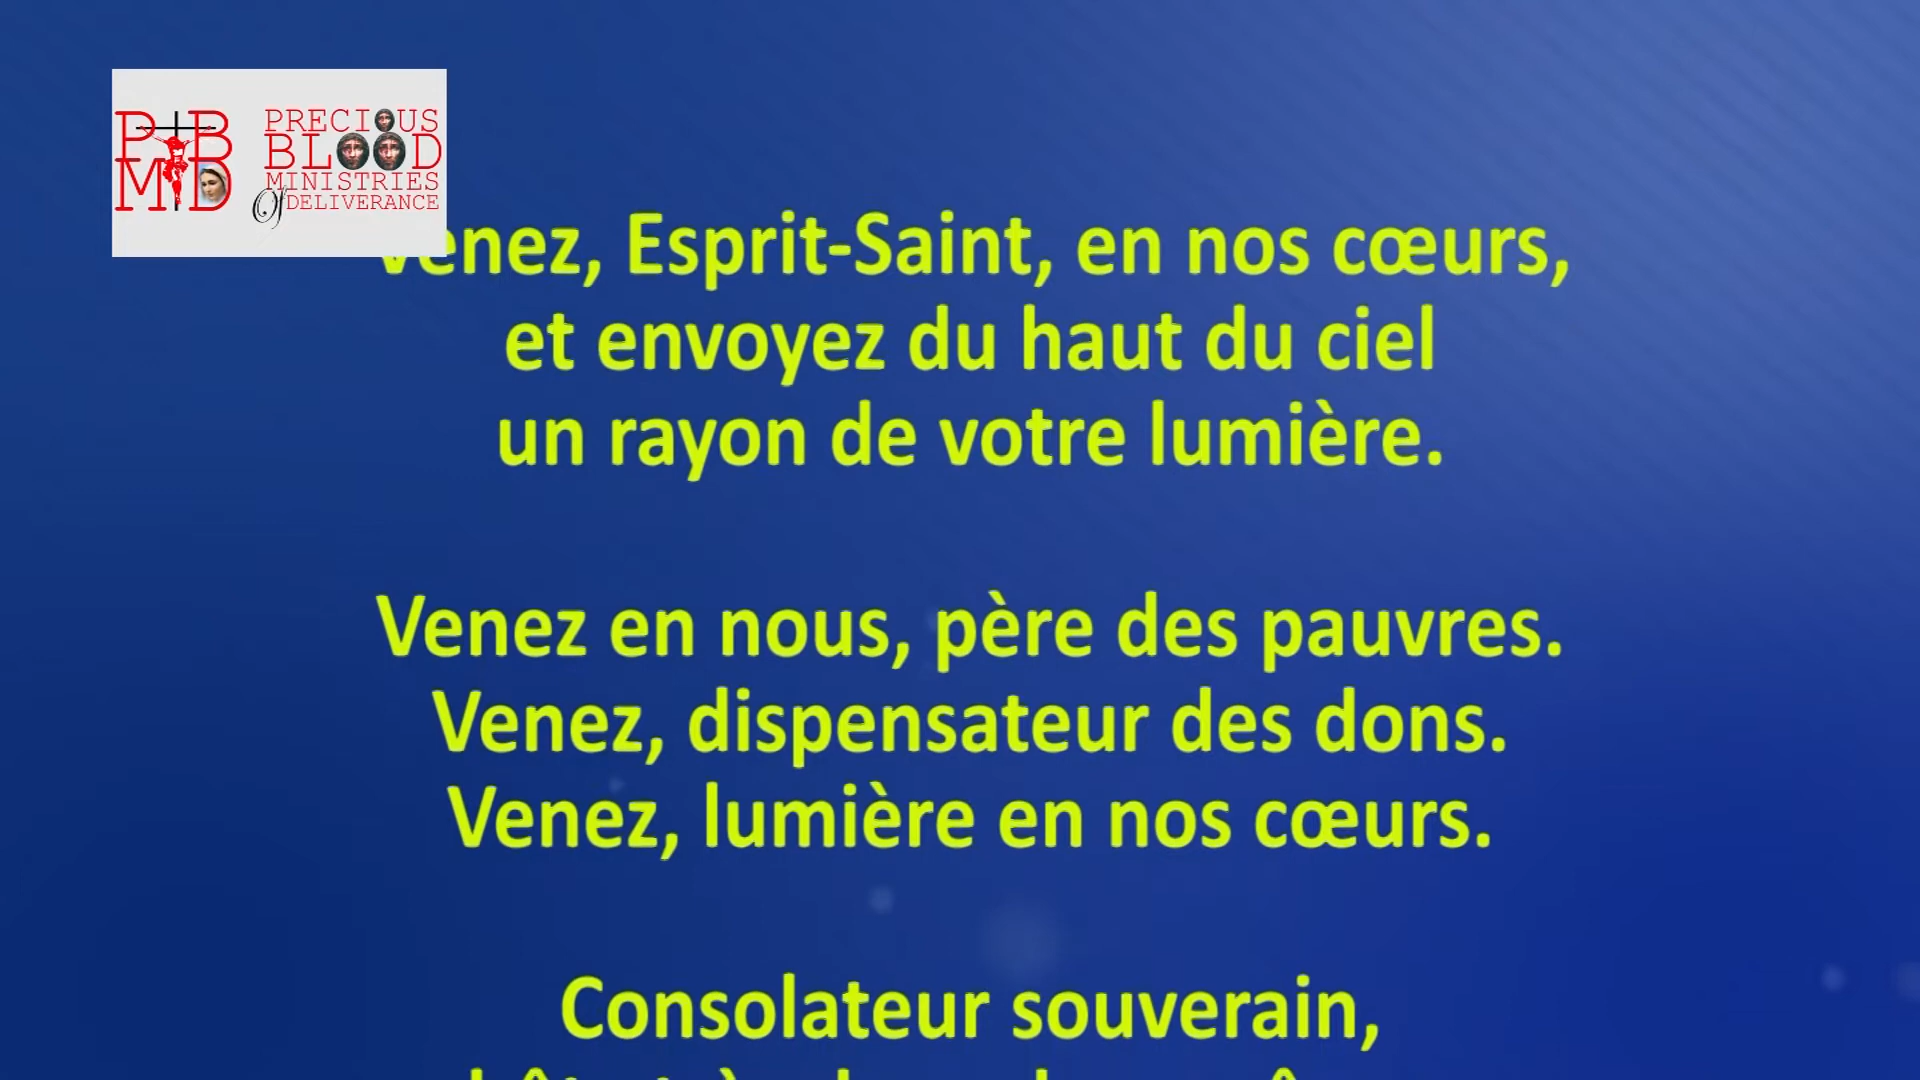 P B
M D
PRECIOUS
BLOOD
MINISTRIES
Of DELIVERANCE
Venez, Esprit-Saint, en nos cœurs,
et envoyez du haut du ciel
un rayon de votre lumière.
Venez en nous, père des pauvres.
Venez, dispensateur des dons.
Venez, lumière en nos cœurs.
Consolateur souverain,